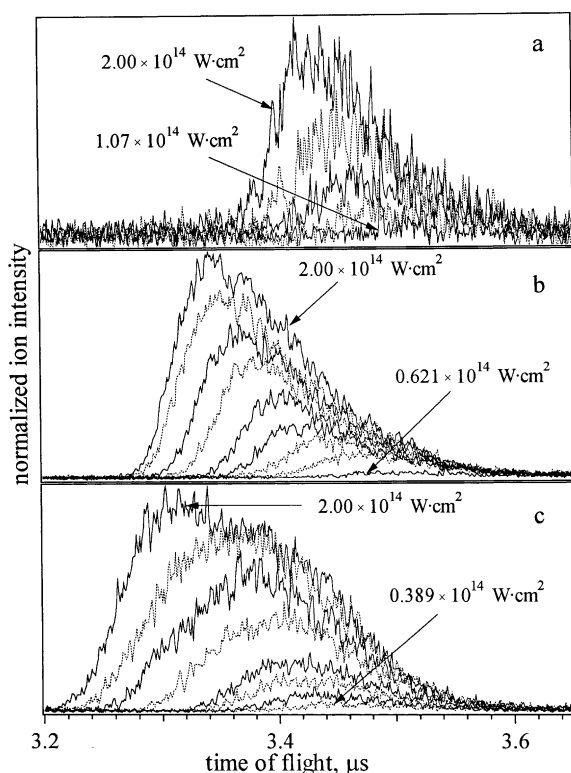 a
2.00 × 10¹⁴ W·cm²
1.07 × 10¹⁴ W·cm²
b
2.00 × 10¹⁴ W·cm²
0.621 × 10¹⁴ W·cm²
c
2.00 × 10¹⁴ W·cm²
0.389 × 10¹⁴ W·cm²
normalized ion intensity
3.2
3.4
3.6
time of flight, μs